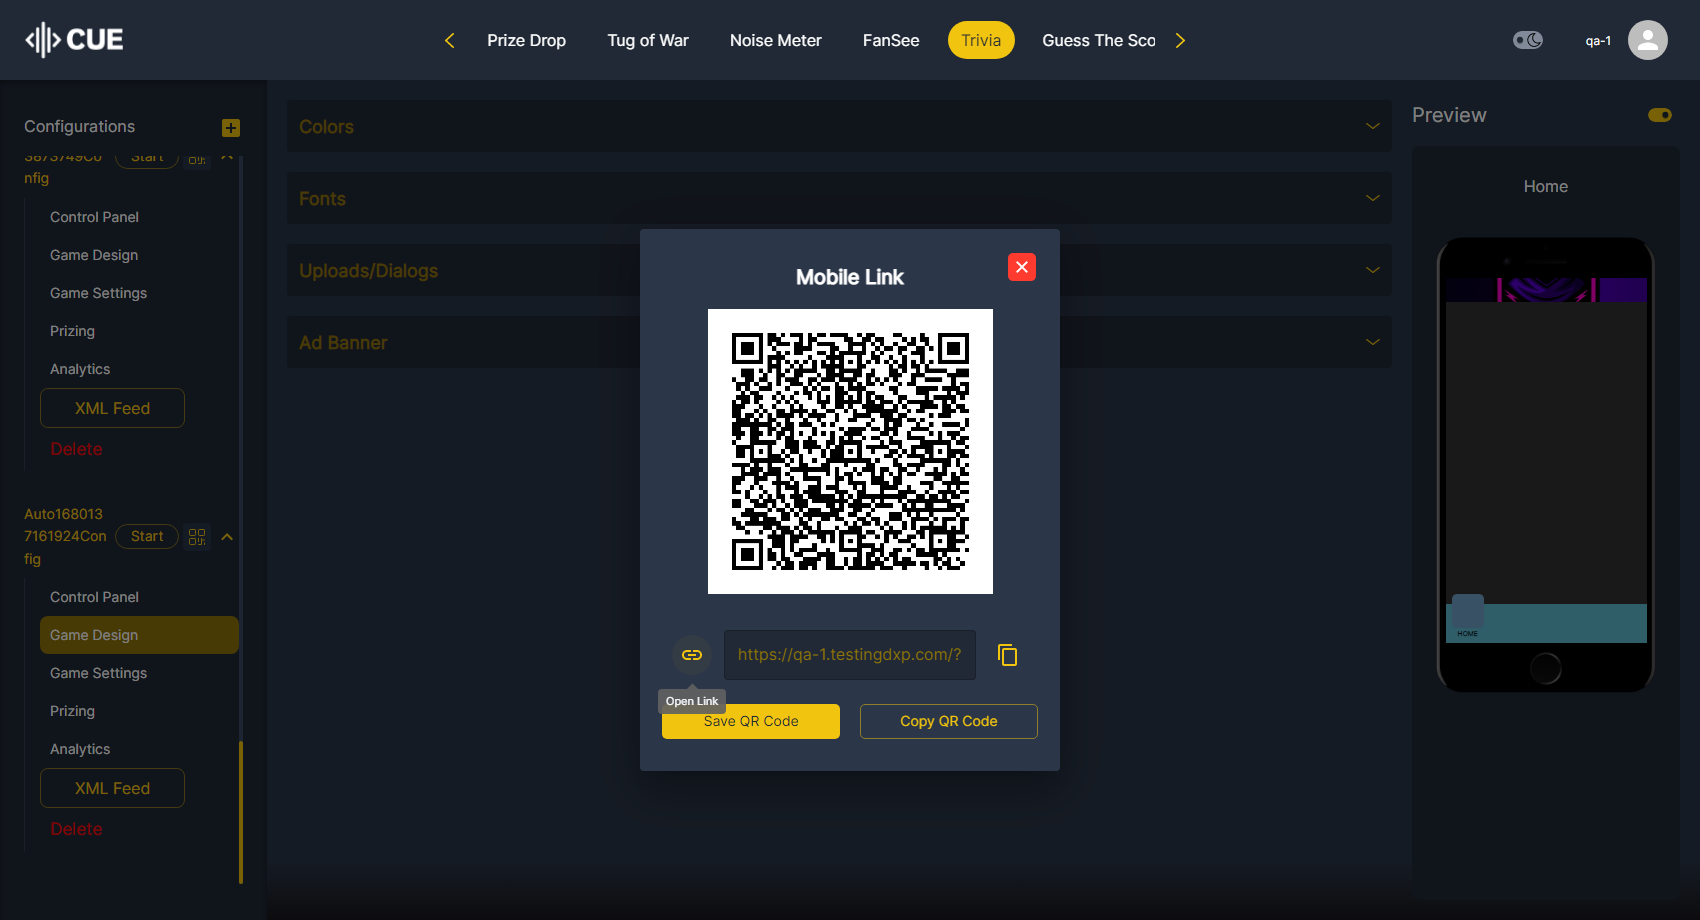 CUE
Prize Drop
Tug of War
Noise Meter
FanSee
Trivia
Guess The Sco
qa-1
Configurations
3873749Co
nfig
Start
Control Panel
Game Design
Game Settings
Prizing
Analytics
XML Feed
Delete
Auto168013
7161924Con
fig
Start
Control Panel
Game Design
Game Settings
Prizing
Analytics
XML Feed
Delete
Colors
Fonts
Uploads/Dialogs
Ad Banner
Mobile Link
https://qa-1.testingdxp.com/?
Open Link
Save QR Code
Copy QR Code
Preview
Home
HOME